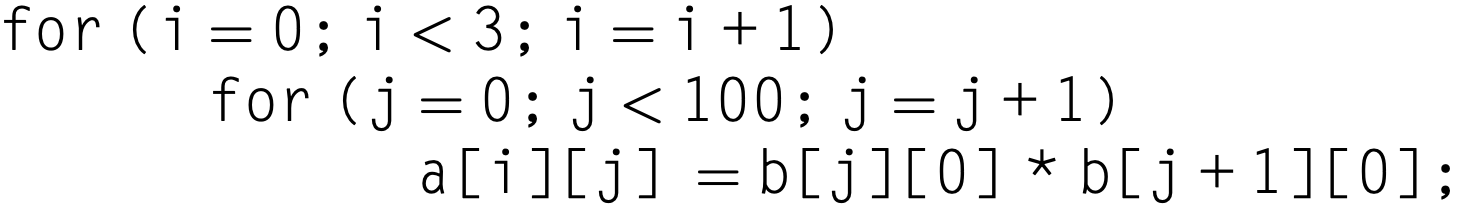 for (i = 0; i < 3; i = i + 1)
for (j = 0; j < 100; j = j + 1)
a[i][j] = b[j][0] * b[j + 1][0];